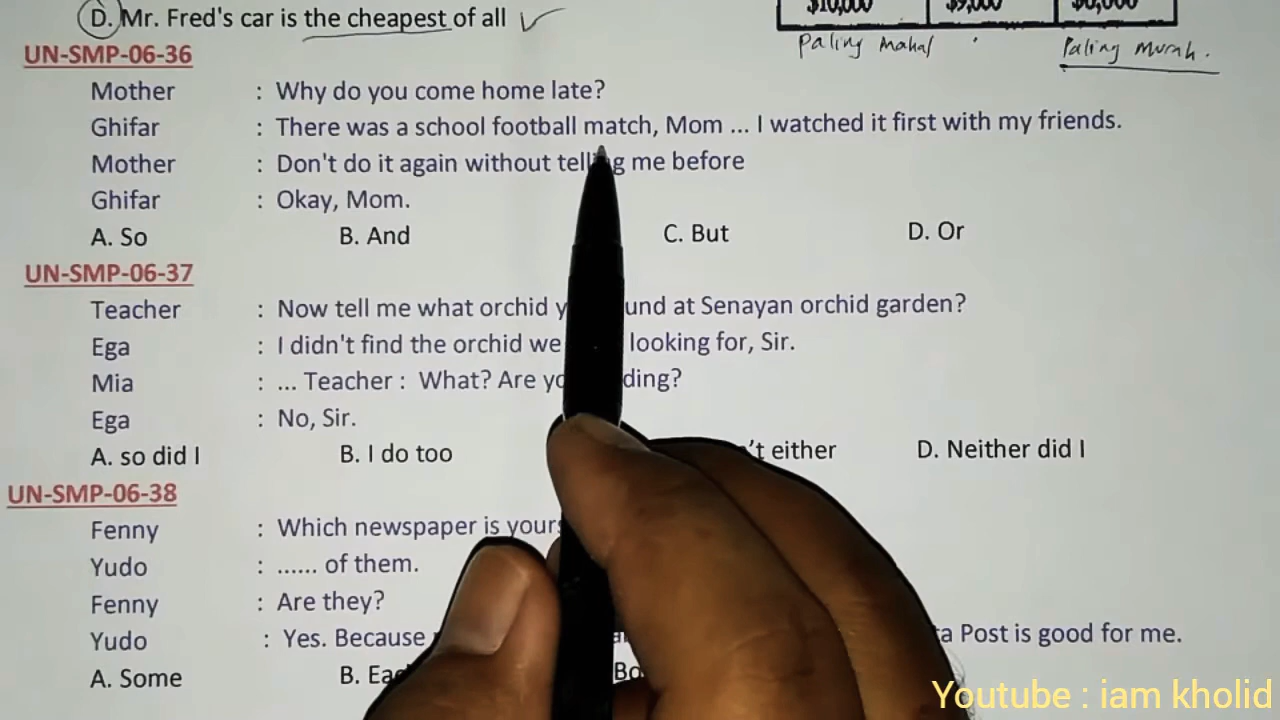 D. Mr. Fred's car is the cheapest of all
$10,000 $9,000 $6,000
paling mahal paling murah.
UN-SMP-06-36
Mother : Why do you come home late?
Ghifar : There was a school football match, Mom ... I watched it first with my friends.
Mother : Don't do it again without telling me before
Ghifar : Okay, Mom.
A. So B. And C. But D. Or
UN-SMP-06-37
Teacher : Now tell me what orchid und at Senayan orchid garden?
Ega : I didn't find the orchid we looking for, Sir.
Mia : ... Teacher : What? Are yo ding?
Ega : No, Sir.
A. so did I B. I do too 't either D. Neither did I
UN-SMP-06-38
Fenny : Which newspaper is yours
Yudo : ...... of them.
Fenny : Are they?
Yudo : Yes. Because a Post is good for me.
A. Some B. Ea Bo
Youtube : iam kholid